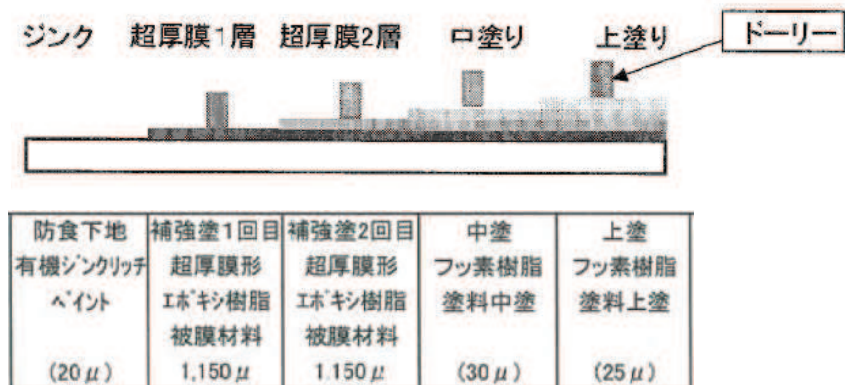 ジンク 超厚膜1層 超厚膜2層 中塗り 上塗り ドーリー
防食下地 補強塗1回目 補強塗2回目 中塗 上塗
有機ジンクリッチ 超厚膜形 超厚膜形 フッ素樹脂 フッ素樹脂
ペイント エポキシ樹脂 エポキシ樹脂 塗料中塗 塗料上塗
被膜材料 被膜材料
(20μ) 1,150μ 1.150μ (30μ) (25μ)